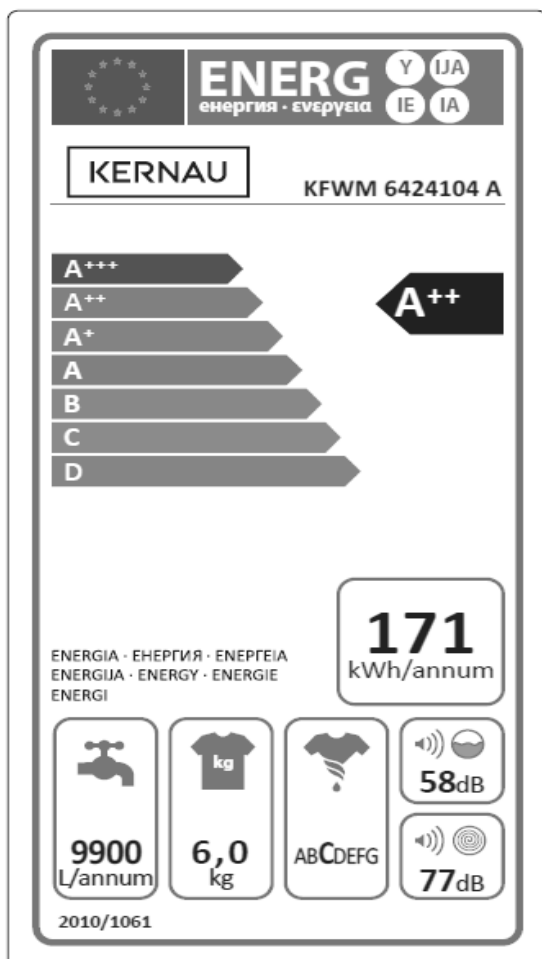 ENERG Y IJA
енергия · ενεργεια IE IA
KERNAU
KFWM 6424104 A
A+++
A++
A++
A+
A
B
C
D
171
kWh/annum
ENERGIA · ЕНЕРГИЯ · ΕΝΕΡΓΕΙΑ
ENERGIJA · ENERGY · ENERGIE
ENERGI
58dB
kg
9900
L/annum
6,0
kg
ABCDEFG
77dB
2010/1061